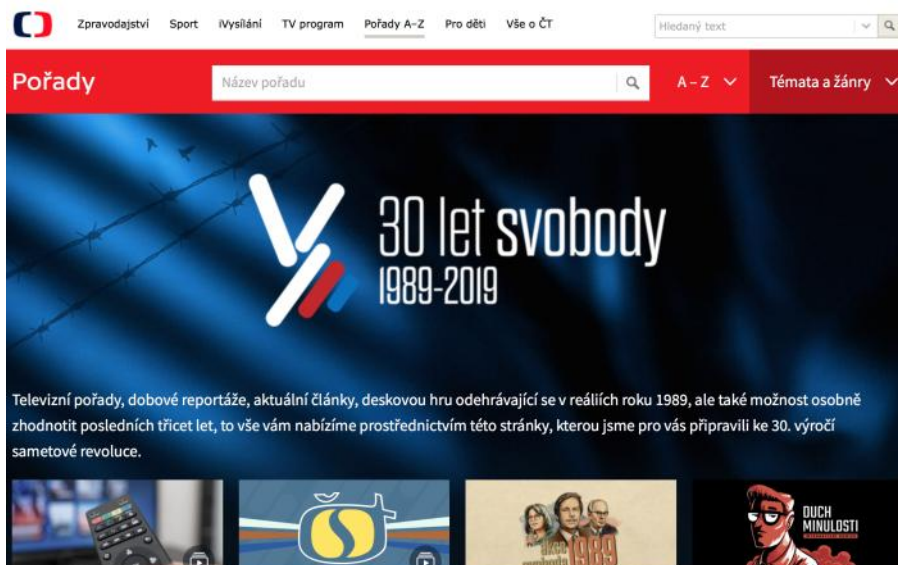 Zpravodajství Sport iVysílání TV program Pořady A–Z Pro děti Vše o ČT Hledaný text
Pořady Název pořadu A – Z Témata a žánry
30 let svobody
1989-2019
Televizní pořady, dobové reportáže, aktuální články, deskovou hru odehrávající se v reáliích roku 1989, ale také možnost osobně
zhodnotit posledních třicet let, to vše vám nabízíme prostřednictvím této stránky, kterou jsme pro vás připravili ke 30. výročí
sametové revoluce.
DUCH
MINULOSTI
akce
svoboda 1989